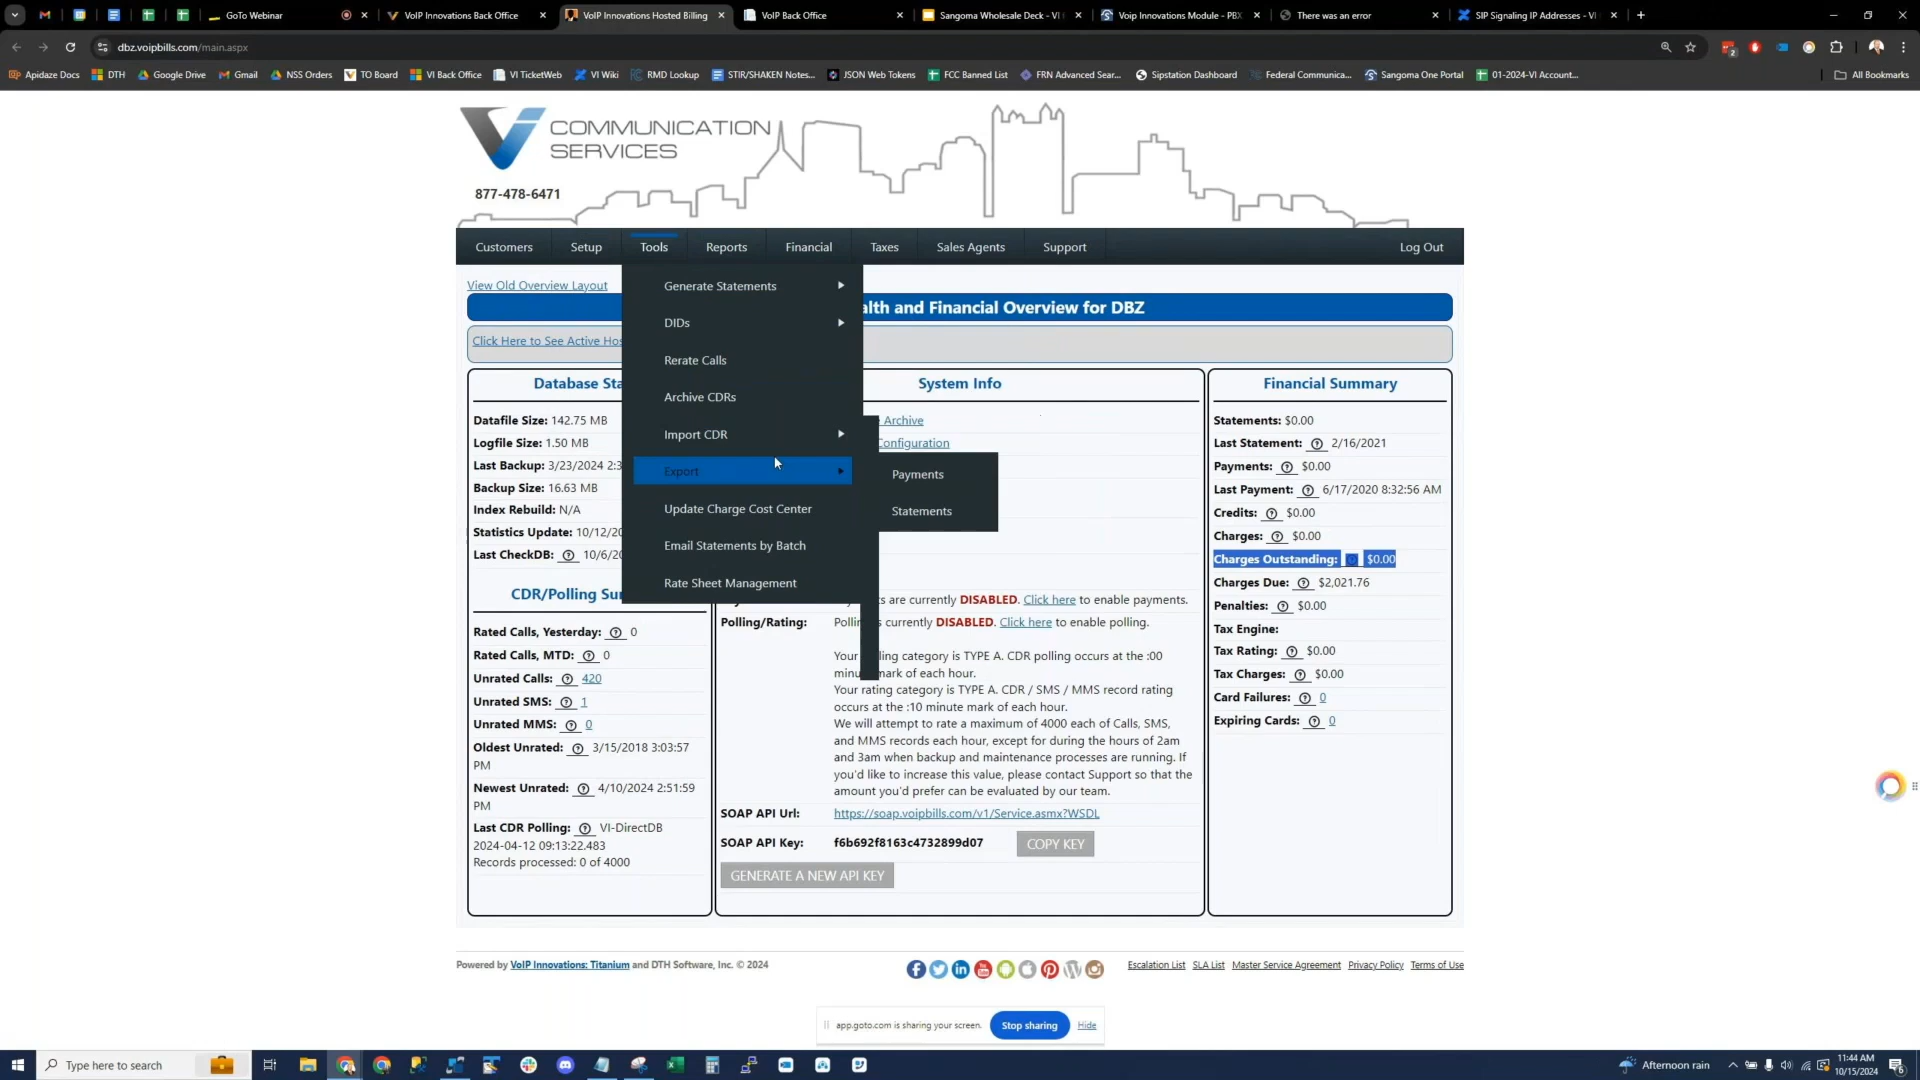 GoTo Webinar
VoIP Innovations Back Office
VoIP Innovations Hosted Billing
VoIP Back Office
Sangoma Wholesale Deck - VI
Voip Innovations Module - PBX
There was an error
SIP Signaling IP Addresses - VI
dbz.voipbills.com/main.aspx
Apidaze Docs
DTH
Google Drive
Gmail
NSS Orders
TO Board
VI Back Office
VI TicketWeb
VI Wiki
RMD Lookup
STIR/SHAKEN Notes...
JSON Web Tokens
FCC Banned List
FRN Advanced Sear...
Sipstation Dashboard
Federal Communica...
Sangoma One Portal
01-2024-VI Account...
All Bookmarks
COMMUNICATION
SERVICES
877-478-6471
Customers
Setup
Tools
Reports
Financial
Taxes
Sales Agents
Support
Log Out
View Old Overview Layout
alth and Financial Overview for DBZ
Click Here to See Active Hos
Generate Statements
DIDs
Rerate Calls
Archive CDRs
Import CDR
Export
Update Charge Cost Center
Email Statements by Batch
Rate Sheet Management
Payments
Statements
Database Sta
Datafile Size: 142.75 MB
Logfile Size: 1.50 MB
Last Backup: 3/23/2024 2:3
Backup Size: 16.63 MB
Index Rebuild: N/A
Statistics Update: 10/12/20
Last CheckDB: 10/6/20
CDR/Polling Su
Rated Calls, Yesterday: 0
Rated Calls, MTD: 0
Unrated Calls: 420
Unrated SMS: 1
Unrated MMS: 0
Oldest Unrated: 3/15/2018 3:03:57
PM
Newest Unrated: 4/10/2024 2:51:59
PM
Last CDR Polling: VI-DirectDB
2024-04-12 09:13:22.483
Records processed: 0 of 4000
System Info
Archive
Configuration
ts are currently DISABLED. Click here to enable payments.
Polling/Rating: Pollin s currently DISABLED. Click here to enable polling.
Your lling category is TYPE A. CDR polling occurs at the :00
minu mark of each hour.
Your rating category is TYPE A. CDR / SMS / MMS record rating
occurs at the :10 minute mark of each hour.
We will attempt to rate a maximum of 4000 each of Calls, SMS,
and MMS records each hour, except for during the hours of 2am
and 3am when backup and maintenance processes are running. If
you'd like to increase this value, please contact Support so that the
amount you'd prefer can be evaluated by our team.
SOAP API Url: https://soap.voipbills.com/v1/Service.asmx?WSDL
SOAP API Key: f6b692f8163c4732899d07 COPY KEY
GENERATE A NEW API KEY
Financial Summary
Statements: $0.00
Last Statement: 2/16/2021
Payments: $0.00
Last Payment: 6/17/2020 8:32:56 AM
Credits: $0.00
Charges: $0.00
Charges Outstanding: $0.00
Charges Due: $2,021.76
Penalties: $0.00
Tax Engine:
Tax Rating: $0.00
Tax Charges: $0.00
Card Failures: 0
Expiring Cards: 0
Powered by VoIP Innovations: Titanium and DTH Software, Inc. © 2024
Escalation List
SLA List
Master Service Agreement
Privacy Policy
Terms of Use
app.goto.com is sharing your screen.
Stop sharing
Hide
Type here to search
Afternoon rain
11:44 AM
10/15/2024